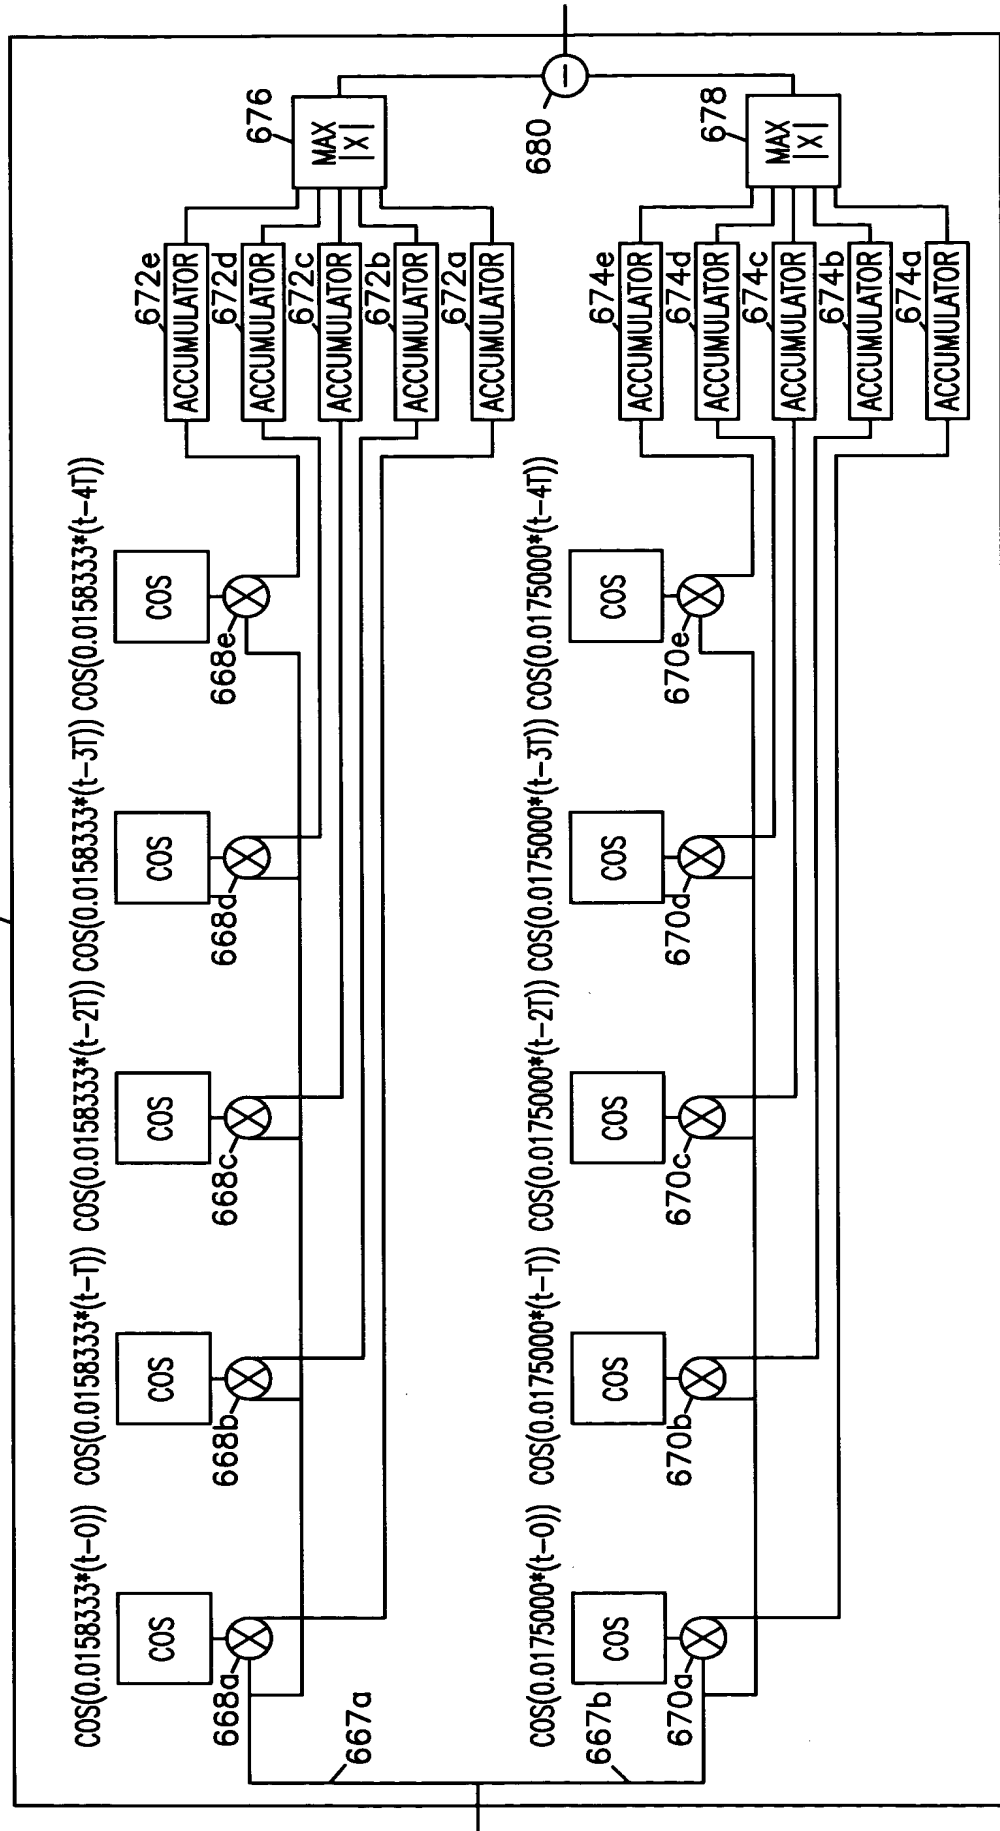 COS(0.0158333*(t-0)) COS(0.0158333*(t-T)) COS(0.0158333*(t-2T)) COS(0.0158333*(t-3T)) COS(0.0158333*(t-4T))
COS COS COS COS COS
668a 668b 668c 668d 668e
667a
672e
ACCUMULATOR
672d
ACCUMULATOR
672c
ACCUMULATOR
672b
ACCUMULATOR
672a
ACCUMULATOR
676
MAX
|X|
680
COS(0.0175000*(t-0)) COS(0.0175000*(t-T)) COS(0.0175000*(t-2T)) COS(0.0175000*(t-3T)) COS(0.0175000*(t-4T))
COS COS COS COS COS
667b
670a 670b 670c 670d 670e
674e
ACCUMULATOR
674d
ACCUMULATOR
674c
ACCUMULATOR
674b
ACCUMULATOR
674a
ACCUMULATOR
678
MAX
|X|